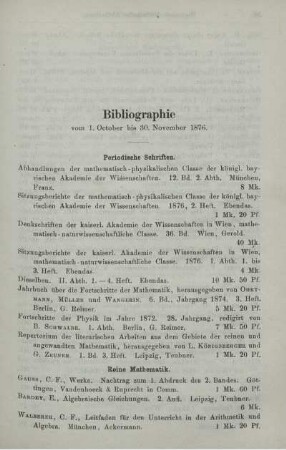 Bibliographie
vom 1. October bis 30. November 1876.
Periodische Schriften.
Abhandlungen der mathematisch-physikalischen Classe der königl. bay-
rischen Akademie der Wissenschaften. 12. Bd. 2. Abth. München,
Franz. 8 Mk.
Sitzungsberichte der mathematisch-physikalischen Classe der königl. bay-
rischen Akademie der Wissenschaften. 1876, 2. Heft. Ebendas.
1 Mk. 20 Pf.
Denkschriften der kaiserl. Akademie der Wissenschaften in Wien, mathe-
matisch-naturwissenschaftliche Classe. 36. Bd. Wien, Gerold.
40 Mk.
Sitzungsberichte der kaiserl. Akademie der Wissenschaften in Wien,
mathematisch-naturwissenschaftliche Classe. 1876. I. Abth. 1. bis
3. Heft. Ebendas. 4 Mk.
Dieselben. II. Abth. 1.—4. Heft. Ebendas. 10 Mk. 50 Pf.
Jahrbuch über die Fortschritte der Mathematik, herausgegeben von Ohrt-
mann, Müller und Wangerin. 6. Bd., Jahrgang 1874. 3. Heft.
Berlin, G. Reimer. 5 Mk. 20 Pf.
Fortschritte der Physik im Jahre 1872. 28. Jahrgang, redigirt von
B. Schwalbe. 1. Abth. Berlin, G. Reimer. 7 Mk. 50 Pf.
Repertorium der literarischen Arbeiten aus dem Gebiete der reinen und
angewandten Mathematik, herausgegeben von L. Königsberger und
G. Zeuner. 1. Bd. 3. Heft. Leipzig, Teubner. 1 Mk. 20 Pf.
Reine Mathematik.
Gauss, C. F., Werke. Nachtrag zum 1. Abdruck des 2. Bandes. Göt-
tingen, Vandenhoeck & Ruprecht in Comm. 1 Mk. 60 Pf.
Bardey, E., Algebraische Gleichungen. 2. Aufl. Leipzig, Teubner.
6 Mk.
C. F., Leitfaden für den Unterricht in der Arithmetik und
Algebra. München, Ackermann. 1 Mk. 20 Pf.